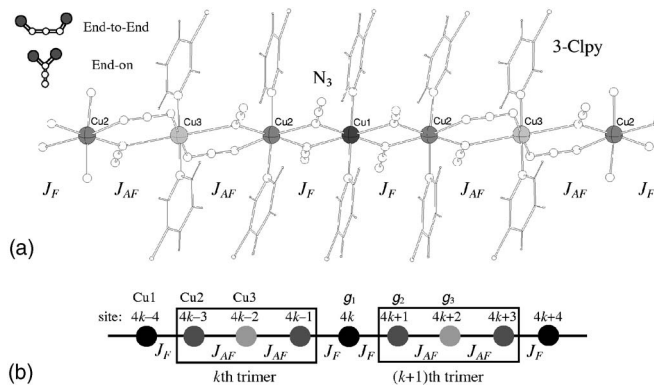 End-to-End
End-on
N3
3-Clpy
Cu2 Cu3 Cu2 Cu1 Cu2 Cu3 Cu2
JF JAF JAF JF JF JAF JAF JF
(a)
Cu1 Cu2 Cu3 g1 g2 g3
site: 4k−4 4k−3 4k−2 4k−1 4k 4k+1 4k+2 4k+3 4k+4
JF JAF JAF JF JF JAF JAF JF
(b) kth trimer (k+1)th trimer